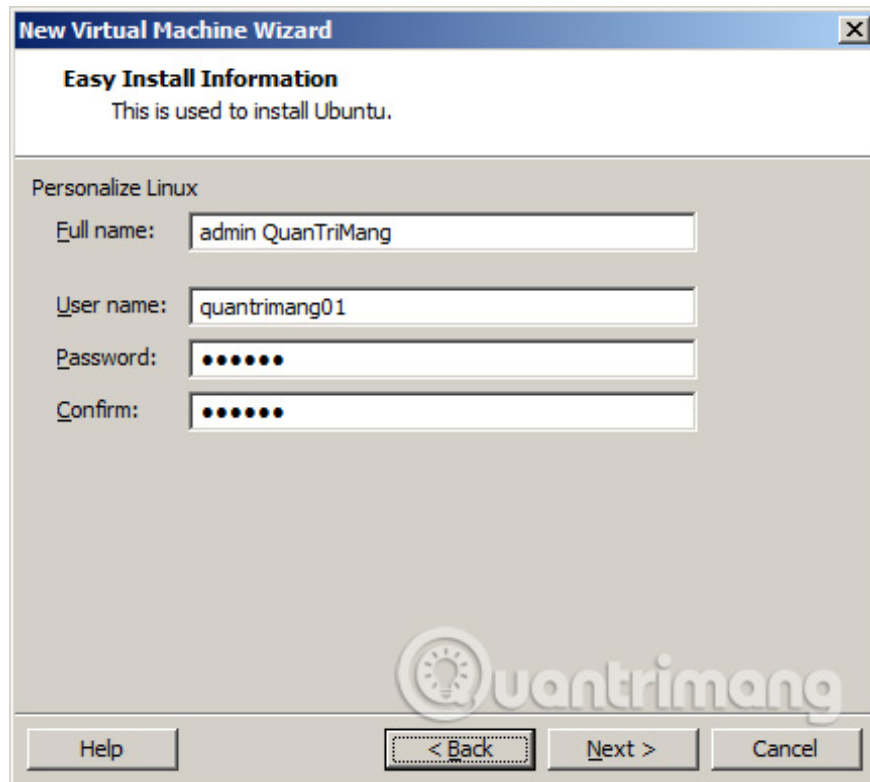 New Virtual Machine Wizard
Easy Install Information
This is used to install Ubuntu.
Personalize Linux
Full name: admin QuanTriMang
User name: quantrimang01
Password: ●●●●●●
Confirm: ●●●●●●
Quantrimang
Help < Back Next > Cancel